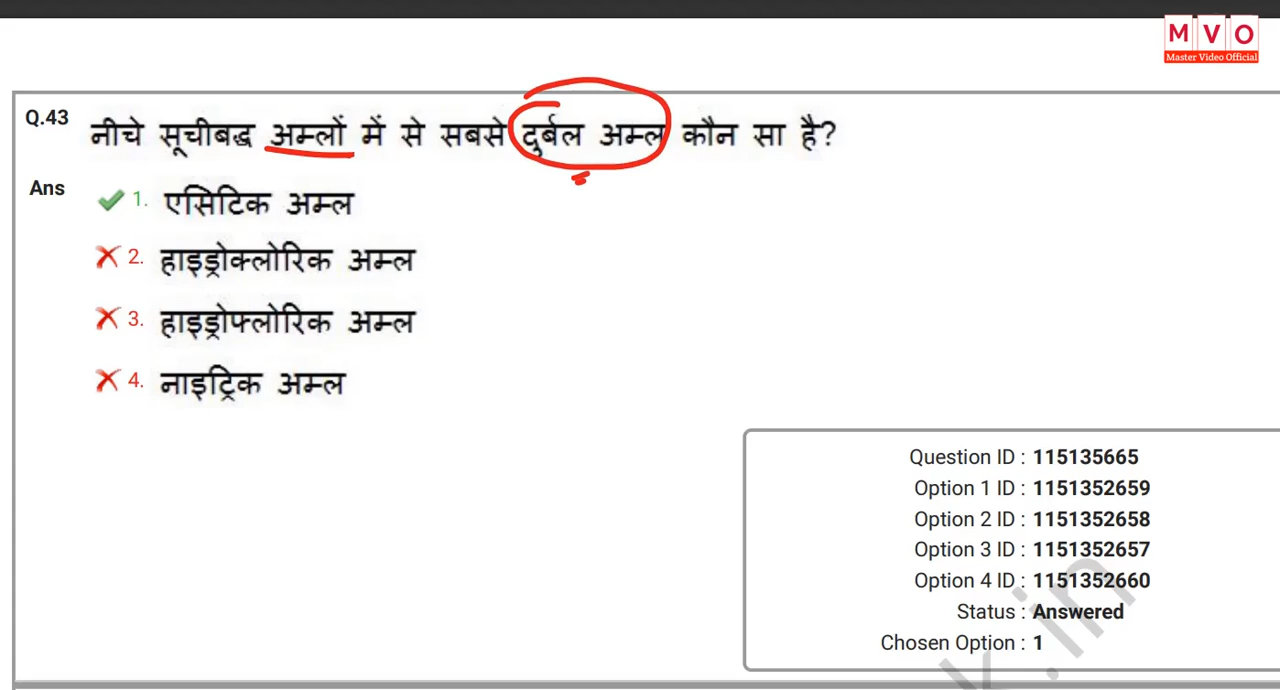 M V O
Master Video Official
Q.43 नीचे सूचीबद्ध अम्लों में से सबसे दुर्बल अम्ल कौन सा है?
Ans 1. एसिटिक अम्ल
2. हाइड्रोक्लोरिक अम्ल
3. हाइड्रोफ्लोरिक अम्ल
4. नाइट्रिक अम्ल
Question ID : 115135665
Option 1 ID : 1151352659
Option 2 ID : 1151352658
Option 3 ID : 1151352657
Option 4 ID : 1151352660
Status : Answered
Chosen Option : 1
k.in